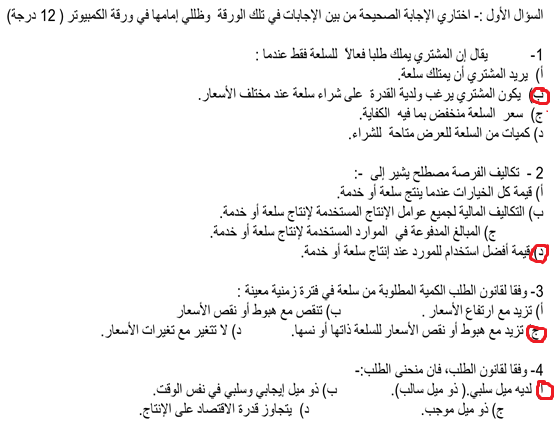 السؤال الأول :- اختاري الإجابة الصحيحة من بين الإجابات في تلك الورقة وظللي إمامها في ورقة الكمبيوتر ( 12 درجة)
1- يقال إن المشتري يملك طلبا فعالاً للسلعة فقط عندما :
أ) يريد المشتري أن يمتلك سلعة.
ب) يكون المشتري يرغب ولدية القدرة على شراء سلعة عند مختلف الأسعار.
ج) سعر السلعة منخفض بما فيه الكفاية.
د) كميات من السلعة للعرض متاحة للشراء.
2 - تكاليف الفرصة مصطلح يشير إلى :-
أ) قيمة كل الخيارات عندما ينتج سلعة أو خدمة.
ب) التكاليف المالية لجميع عوامل الإنتاج المستخدمة لإنتاج سلعة أو خدمة.
ج) المبالغ المدفوعة في الموارد المستخدمة لإنتاج سلعة أو خدمة.
د) قيمة أفضل استخدام للمورد عند إنتاج سلعة أو خدمة.
3- وفقا لقانون الطلب الكمية المطلوبة من سلعة في فترة زمنية معينة :
أ) تزيد مع ارتفاع الأسعار . ب) تنقص مع هبوط أو نقص الأسعار
ج) تزيد مع هبوط أو نقص الأسعار للسلعة ذاتها أو نسها. د) لا تتغير مع تغيرات الأسعار.
4- وفقا لقانون الطلب، فان منحنى الطلب:-
أ) لديه ميل سلبي.( ذو ميل سالب). ب) ذو ميل إيجابي وسلبي في نفس الوقت.
ج) ذو ميل موجب. د) يتجاوز قدرة الاقتصاد على الإنتاج.